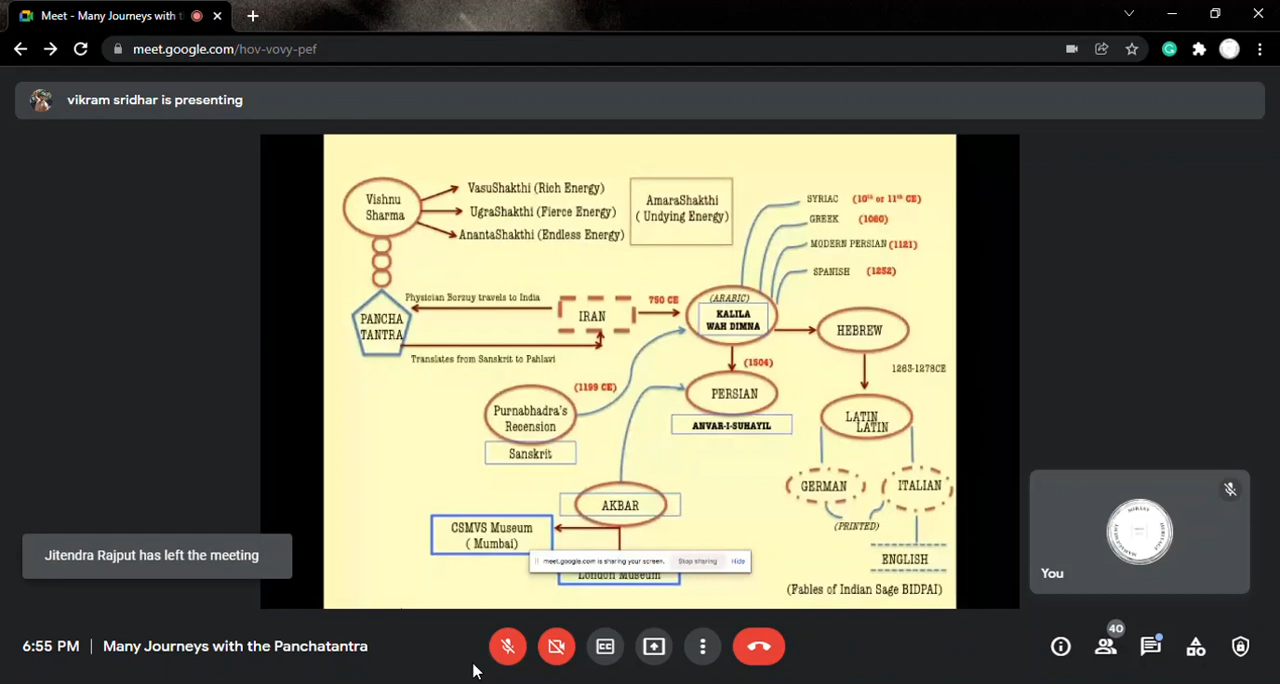 Meet - Many Journeys with t
meet.google.com/hov-vovy-pef
vikram sridhar is presenting
Vishnu
Sharma
VasuShakthi (Rich Energy)
UgraShakthi (Fierce Energy)
AnantaShakthi (Endless Energy)
AmaraShakthi
( Undying Energy)
SYRIAC (10th or 11th CE)
GREEK (1080)
MODERN PERSIAN (1121)
SPANISH (1252)
Physician Borzuy travels to India
PANCHA
TANTRA
IRAN
750 CE
(ARABIC)
KALILA
WAH DIMNA
HEBREW
Translates from Sanskrit to Pahlavi
(1504)
1263-1278CE
(1199 CE)
Purnabhadra's
Recension
Sanskrit
PERSIAN
ANVAR-I-SUHAYIL
LATIN
LATIN
GERMAN
ITALIAN
(PRINTED)
AKBAR
CSMVS Museum
( Mumbai)
London Museum
ENGLISH
(Fables of Indian Sage BIDPAI)
meet.google.com is sharing your screen.
Stop sharing
Hide
Jitendra Rajput has left the meeting
You
6:55 PM | Many Journeys with the Panchatantra
CC
40